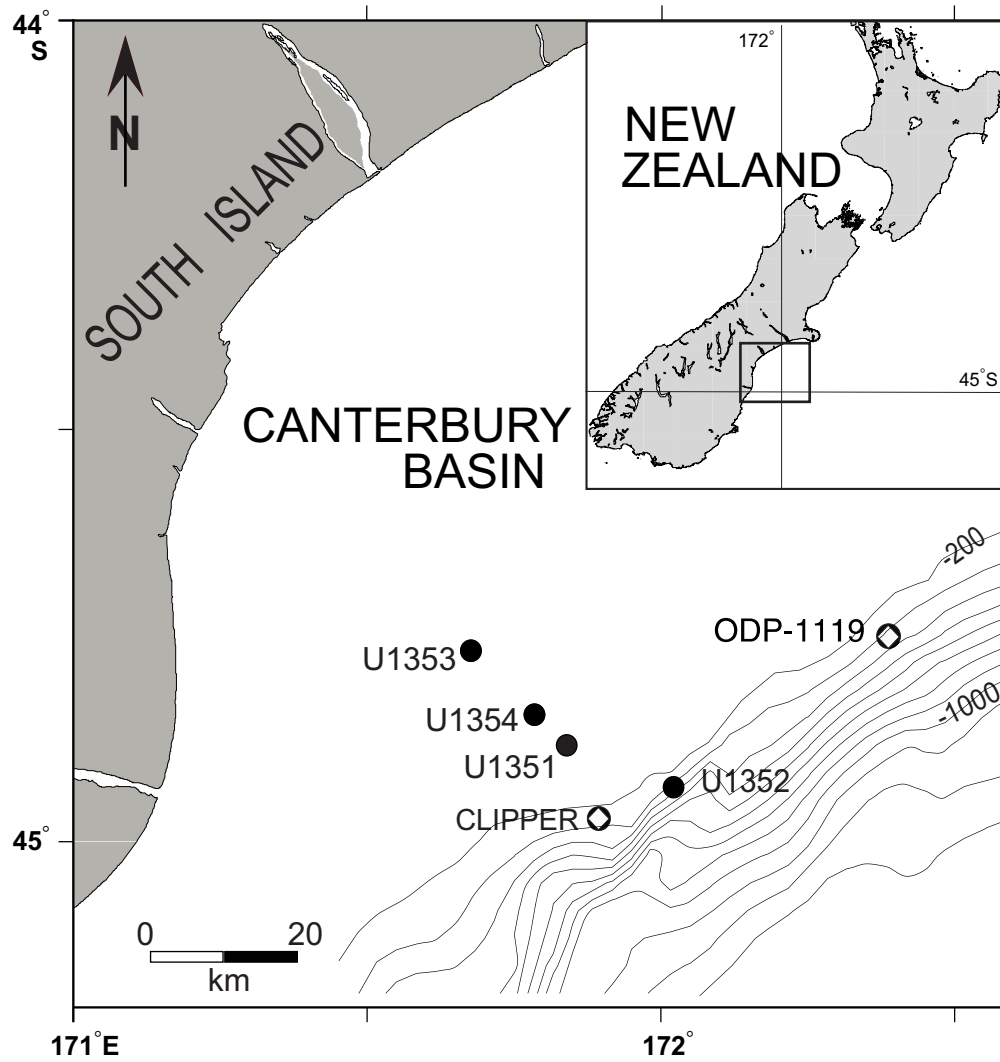 44°
S
N
SOUTH ISLAND
172°
NEW
ZEALAND
45°S
CANTERBURY
BASIN
-200
ODP-1119
U1353
-1000
U1354
U1351
U1352
CLIPPER
45°
0 20
km
171°E
172°